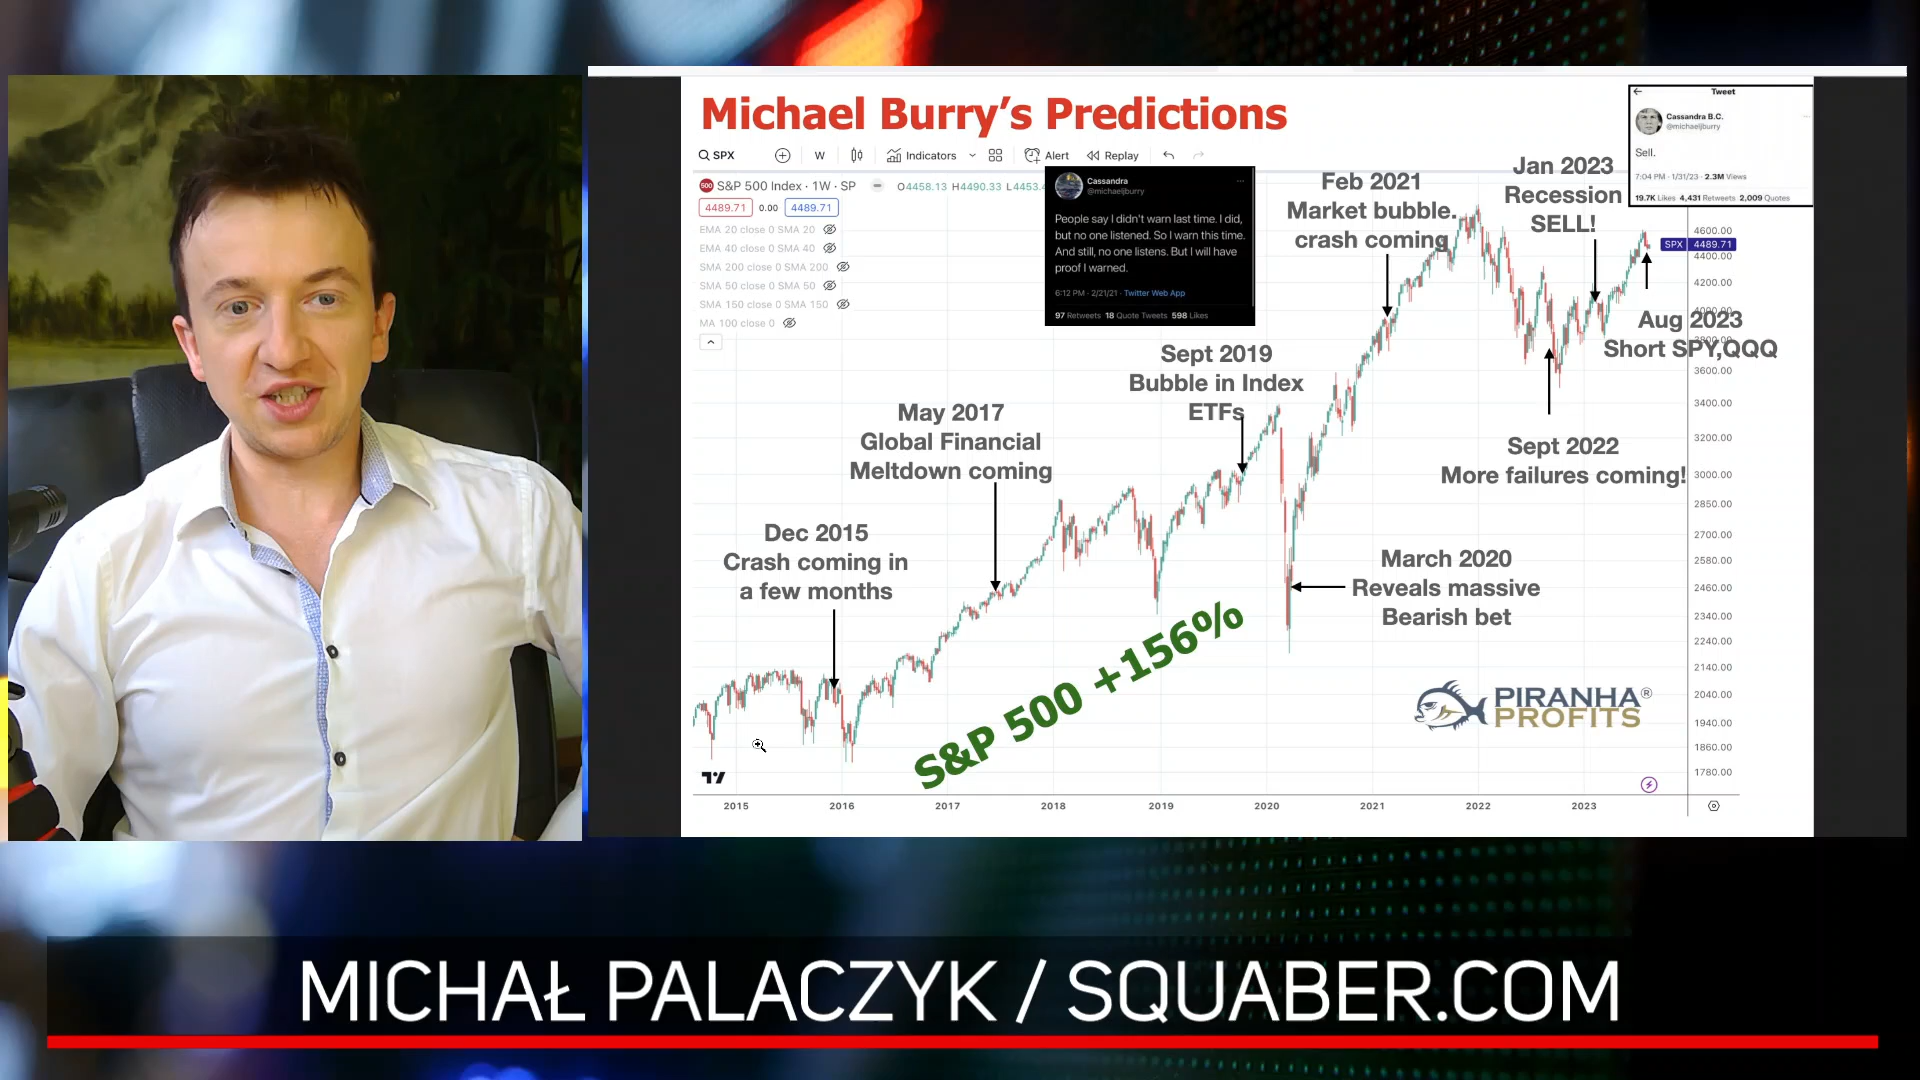 Michael Burry's Predictions
SPX
W
Indicators
Alert
Replay
500 S&P 500 Index · 1W · SP
O4458.13 H4490.33 L4453.4
4489.71 0.00 4489.71
EMA 20 close 0 SMA 20
EMA 40 close 0 SMA 40
SMA 200 close 0 SMA 200
SMA 50 close 0 SMA 50
SMA 150 close 0 SMA 150
MA 100 close 0
Cassandra
@michaeljburry
People say I didn't warn last time. I did,
but no one listened. So I warn this time.
And still, no one listens. But I will have
proof I warned.
6:12 PM · 2/21/21 · Twitter Web App
97 Retweets 18 Quote Tweets 598 Likes
Tweet
Cassandra B.C.
@michaeljburry
Sell.
7:04 PM · 1/31/23 · 2.3M Views
19.7K Likes 4,431 Retweets 2,009 Quotes
Dec 2015
Crash coming in
a few months
May 2017
Global Financial
Meltdown coming
Sept 2019
Bubble in Index
ETFs
March 2020
Reveals massive
Bearish bet
Feb 2021
Market bubble.
crash coming
Sept 2022
More failures coming!
Jan 2023
Recession
SELL!
Aug 2023
Short SPY,QQQ
S&P 500 +156%
PIRANHA®
PROFITS
4600.00
SPX 4489.71
4400.00
4200.00
4000.00
3800.00
3600.00
3400.00
3200.00
3000.00
2850.00
2700.00
2580.00
2460.00
2340.00
2240.00
2140.00
2040.00
1940.00
1860.00
1780.00
2015 2016 2017 2018 2019 2020 2021 2022 2023
MICHAŁ PALACZYK / SQUABER.COM